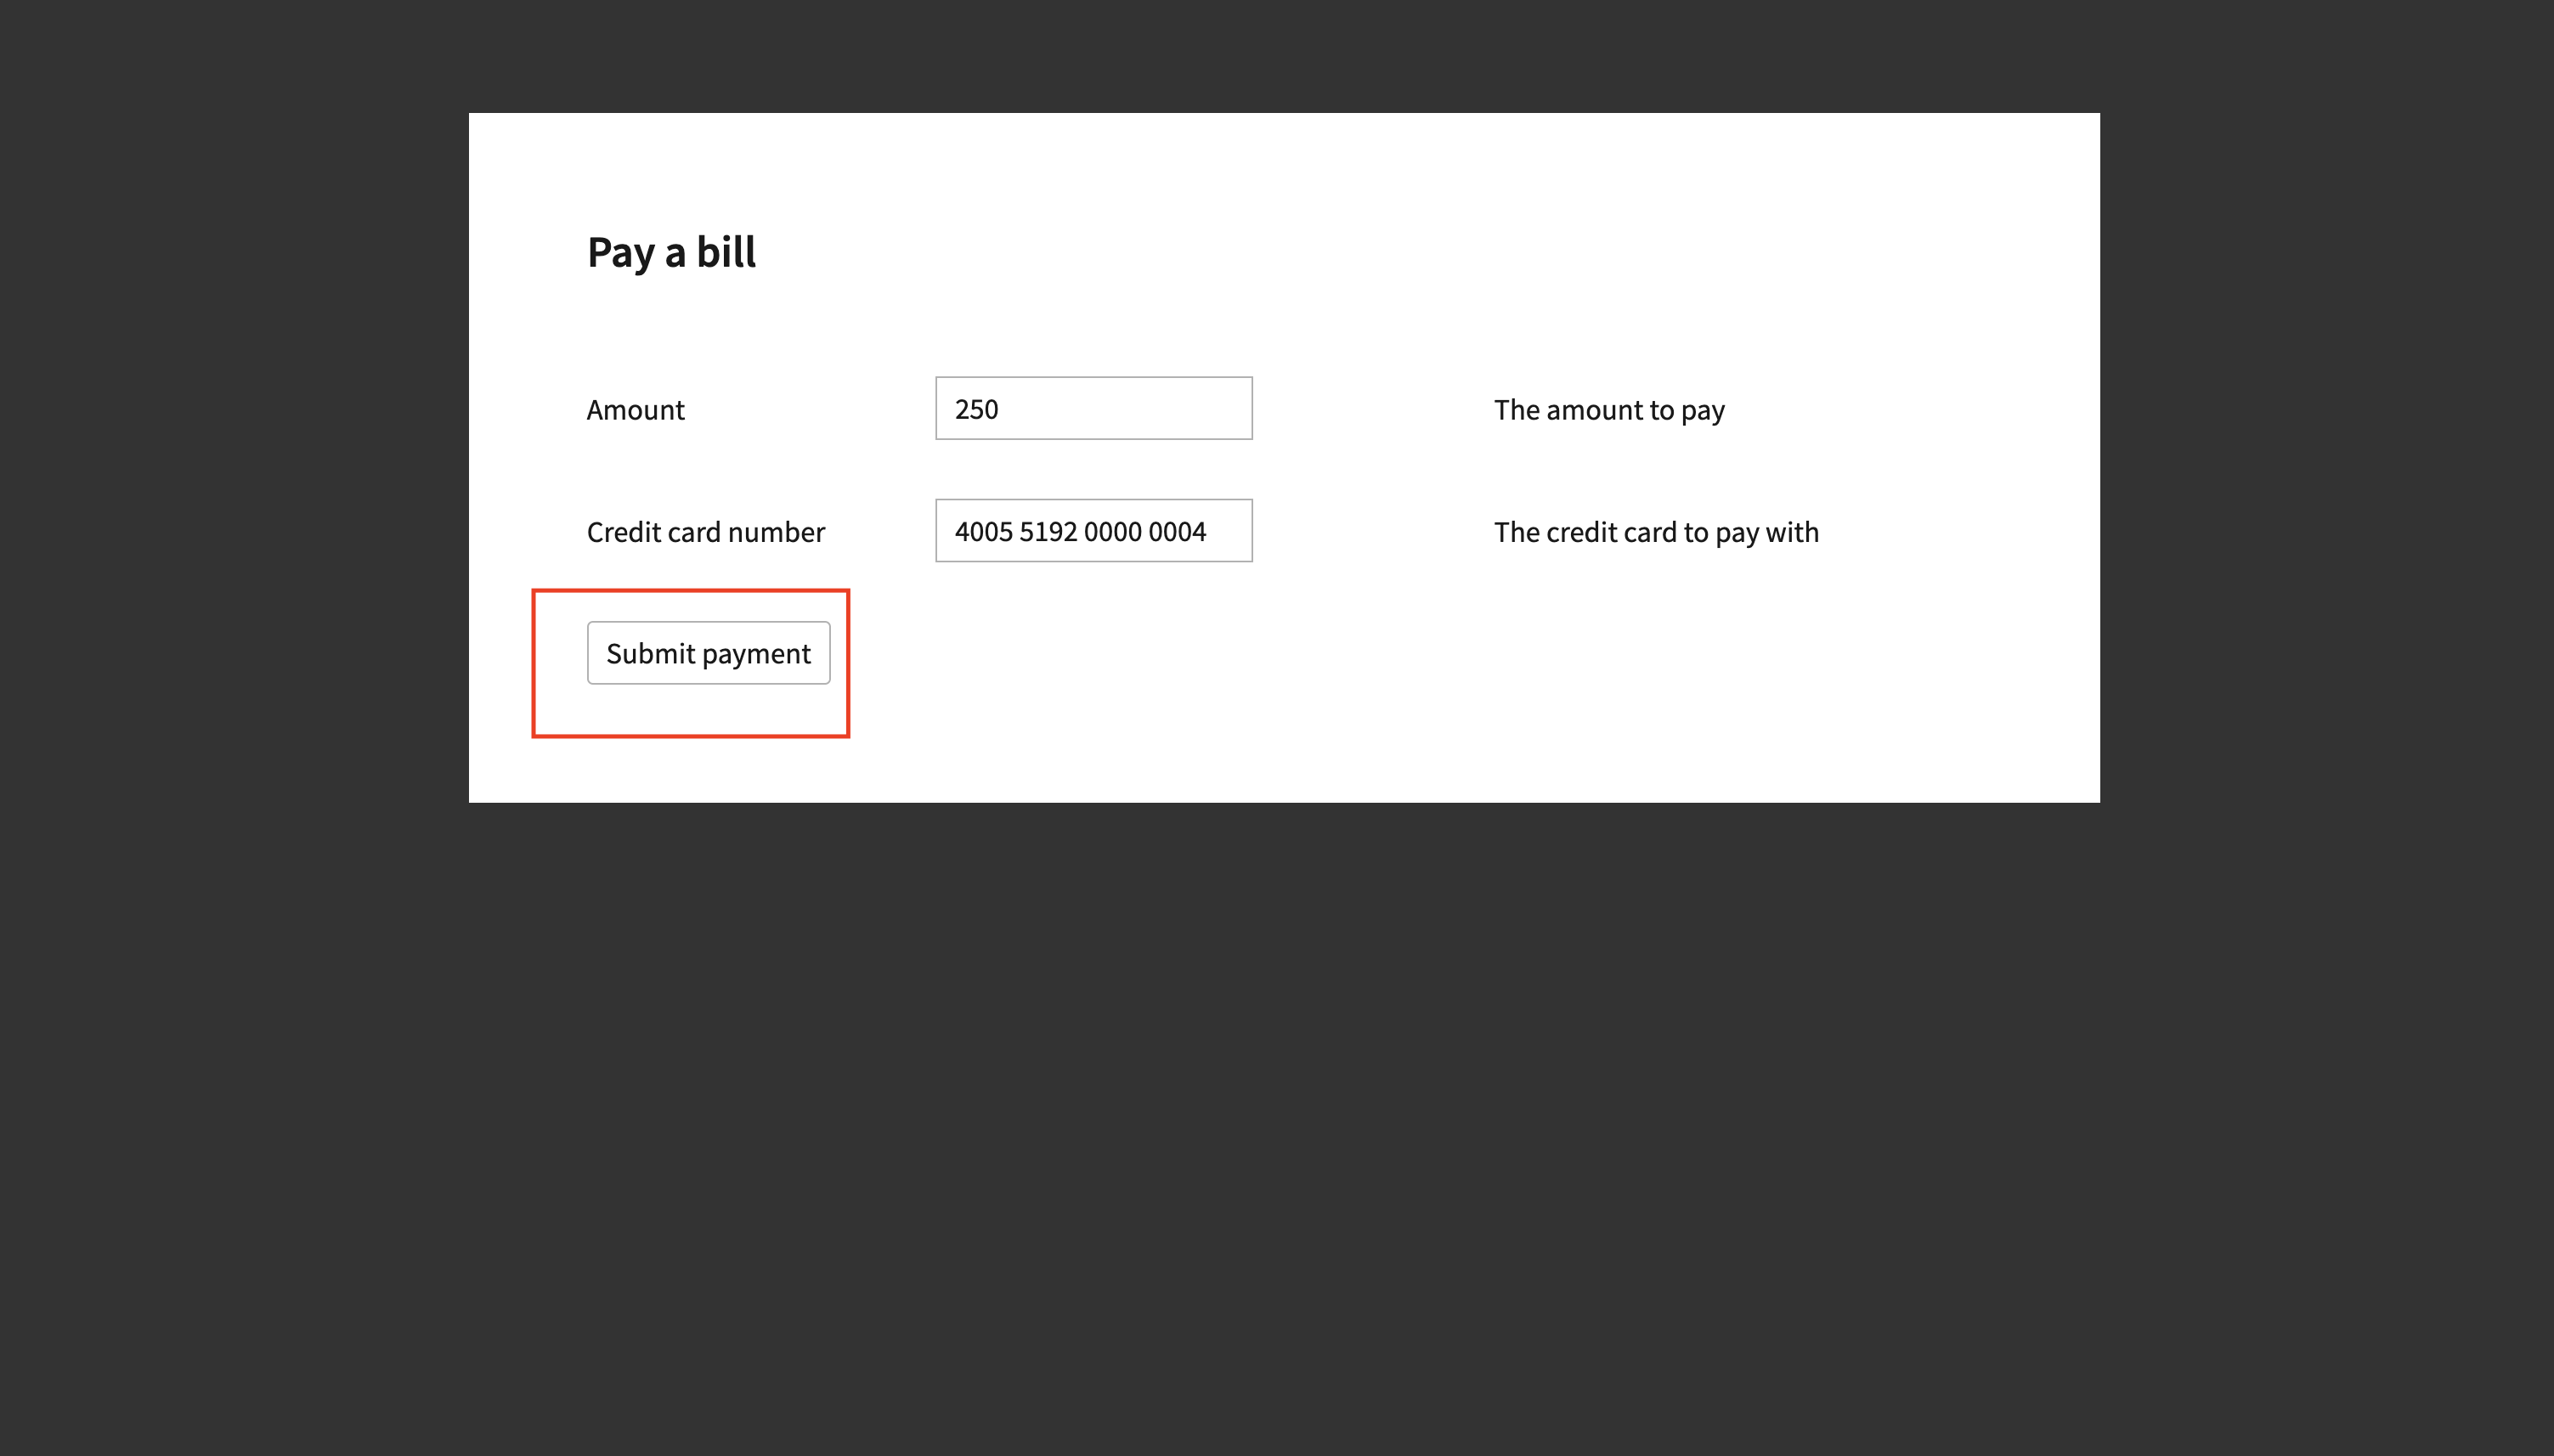 Pay a bill
Amount 250 The amount to pay
Credit card number 4005 5192 0000 0004 The credit card to pay with
Submit payment